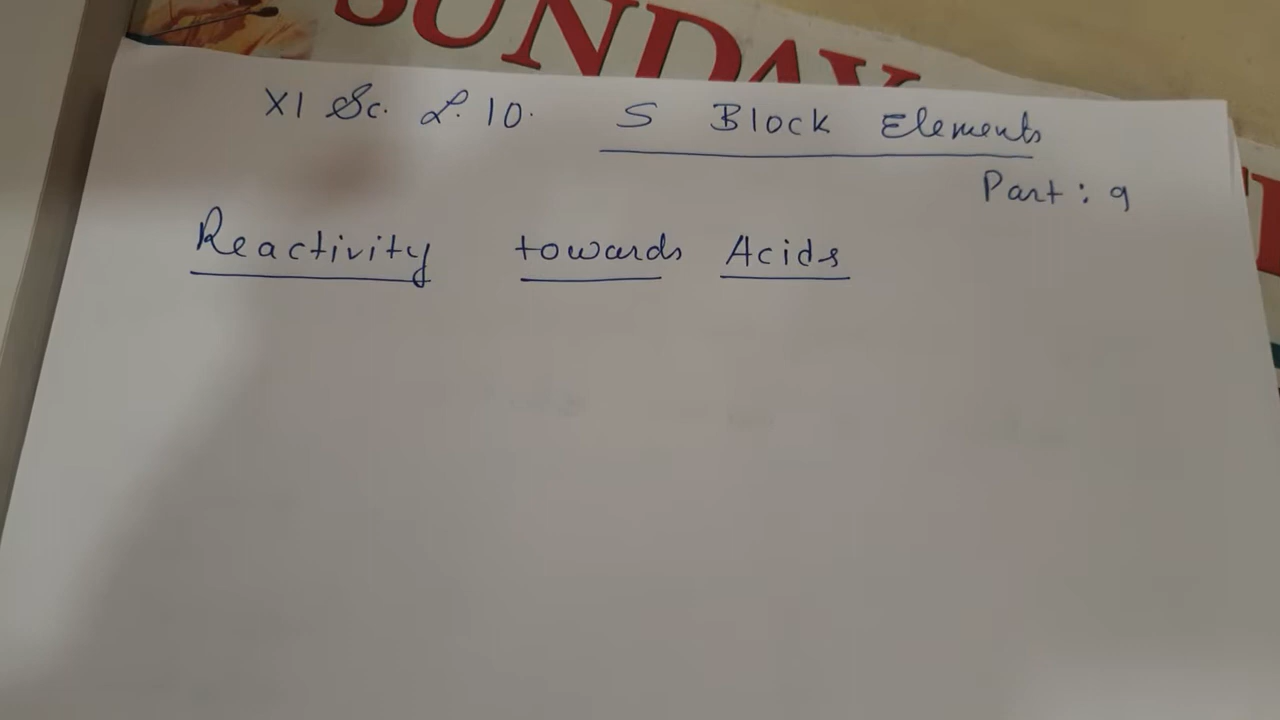 SUNDAY
XI Sc. L. 10. S Block Elements
Part : 9
Reactivity towards Acids